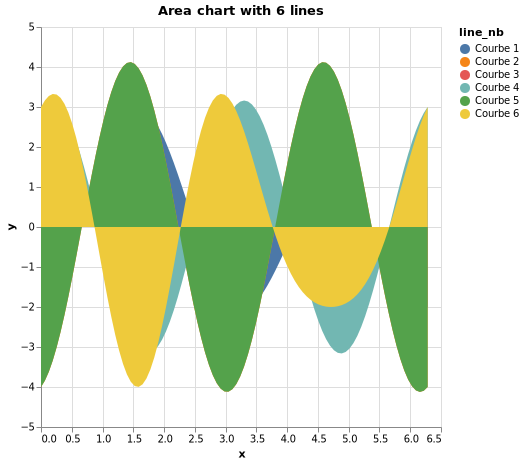 Area chart with 6 lines
line_nb
Courbe 1
Courbe 2
Courbe 3
Courbe 4
Courbe 5
Courbe 6
5
4
3
2
1
0
−1
−2
−3
−4
−5
y
0.0 0.5 1.0 1.5 2.0 2.5 3.0 3.5 4.0 4.5 5.0 5.5 6.0 6.5
x